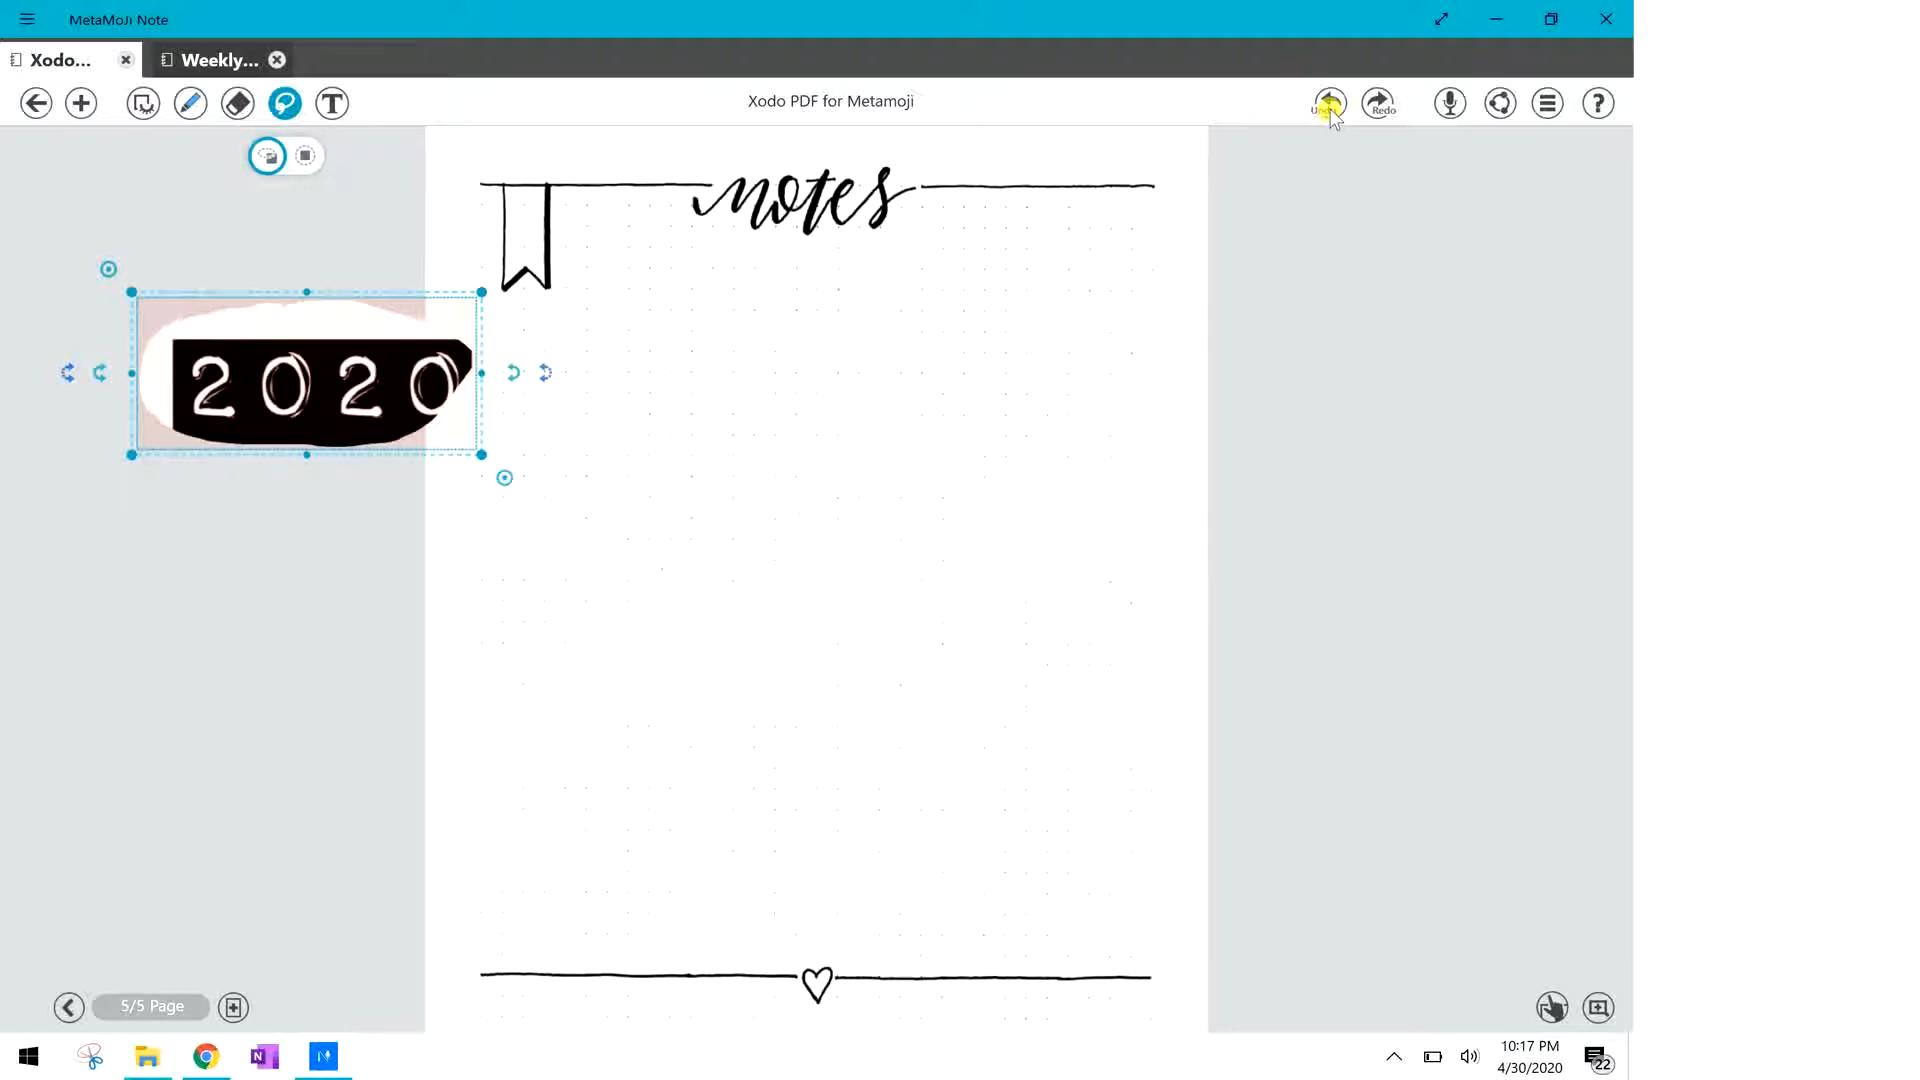 MetaMoJi Note
Xodo...
Weekly...
T
Xodo PDF for Metamoji
Redo
?
notes
2020
5/5 Page
N
10:17 PM
4/30/2020
22